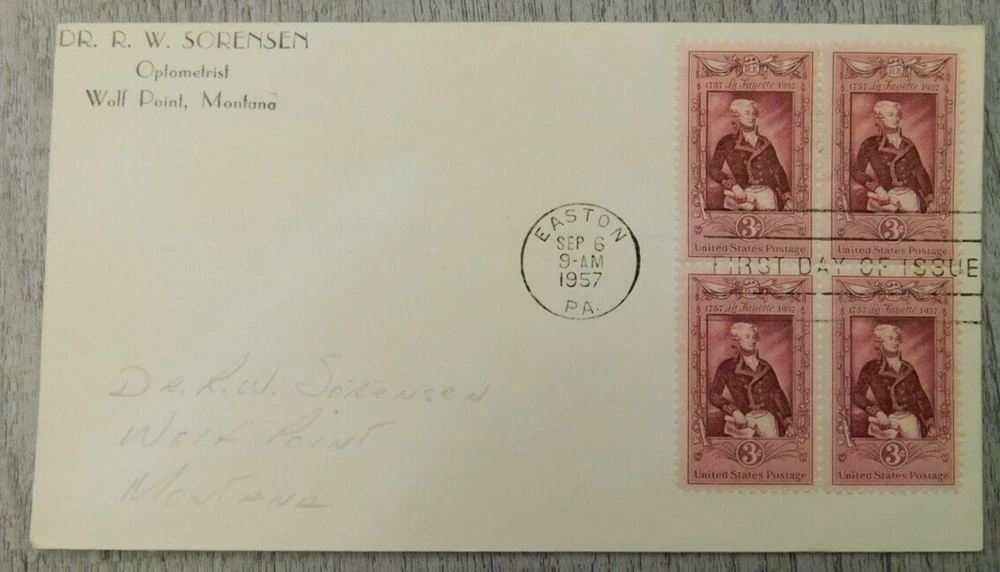 DR. R. W. SORENSEN
Optometrist
Wolf Point, Montana
1757 La Fayette 1957
3¢
United States Postage
1757 La Fayette 1957
3¢
United States Postage
EASTON
SEP 6
9-AM
1957
PA.
FIRST DAY OF ISSUE
1757 La Fayette 1957
3¢
United States Postage
1757 La Fayette 1957
3¢
United States Postage
DR. R.W. SORENSEN
WOLF POINT
MONTANA